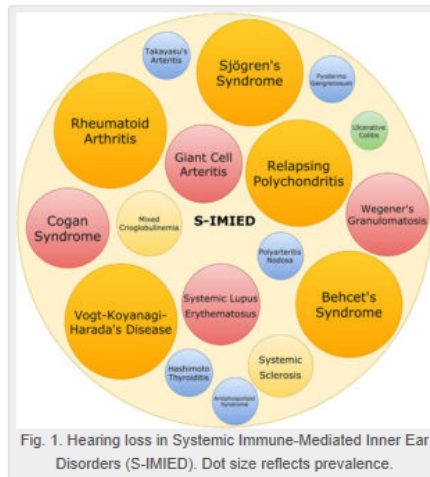 Takayasu's
Arteritis
Sjögren's
Syndrome
Pyoderma
Gangrenosum
Rheumatoid
Arthritis
Ulcerative
Colitis
Giant Cell
Arteritis
Relapsing
Polychondritis
Cogan
Syndrome
Mixed
Crioglobulinemia
S-IMIED
Wegener's
Granulomatosis
Polyarteritis
Nodosa
Vogt-Koyanagi-
Harada's Disease
Systemic Lupus
Erythematosus
Behcet's
Syndrome
Hashimoto
Thyroiditis
Systemic
Sclerosis
Antiphospholipid
Syndrome
Fig. 1. Hearing loss in Systemic Immune-Mediated Inner Ear
Disorders (S-IMIED). Dot size reflects prevalence.